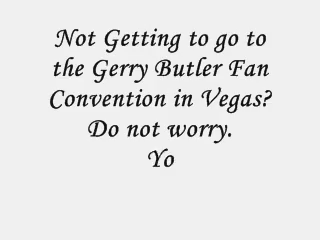 Not Getting to go to
the Gerry Butler Fan
Convention in Vegas?
Do not worry.
Yo